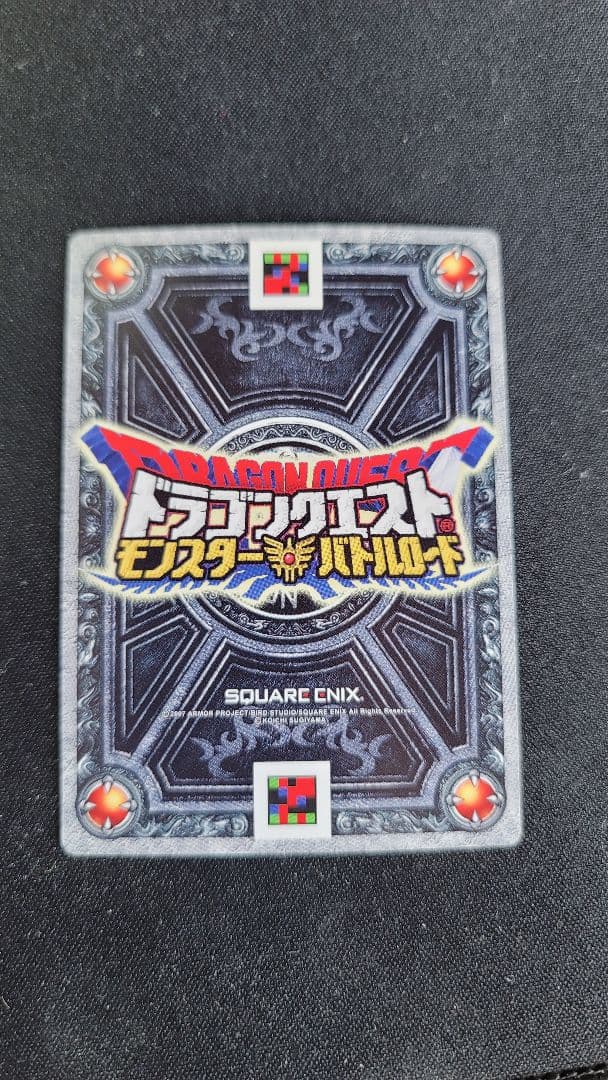 DRAGON QUEST
ドラゴンクエスト®
モンスターバトルロード
SQUARE ENIX
©2007 ARMOR PROJECT/BIRD STUDIO/SQUARE ENIX All Rights Reserved.
©KOICHI SUGIYAMA